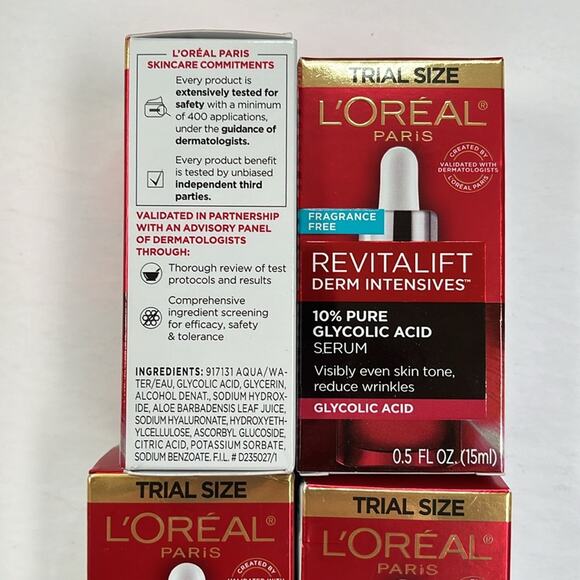 L'ORÉAL PARIS
SKINCARE COMMITMENTS
Every product is
extensively tested for
safety with a minimum
of 400 applications,
under the guidance of
dermatologists.
Every product benefit
is tested by unbiased
independent third
parties.
VALIDATED IN PARTNERSHIP
WITH AN ADVISORY PANEL
OF DERMATOLOGISTS
THROUGH:
Thorough review of test
protocols and results
Comprehensive
ingredient screening
for efficacy, safety
& tolerance
INGREDIENTS: 917131 AQUA/WA-
TER/EAU, GLYCOLIC ACID, GLYCERIN,
ALCOHOL DENAT., SODIUM HYDROX-
IDE, ALOE BARBADENSIS LEAF JUICE,
SODIUM HYALURONATE, HYDROXYETH-
YLCELLULOSE, ASCORBYL GLUCOSIDE,
CITRIC ACID, POTASSIUM SORBATE,
SODIUM BENZOATE. F.I.L. # D235027/1
TRIAL SIZE
L'ORÉAL®
PARIS
CREATED BY
VALIDATED WITH
DERMATOLOGISTS
L'ORÉAL PARIS
FRAGRANCE
FREE
REVITALIFT
DERM INTENSIVES™
10% PURE
GLYCOLIC ACID
SERUM
Visibly even skin tone,
reduce wrinkles
GLYCOLIC ACID
0.5 FL OZ. (15ml)
TRIAL SIZE
L'ORÉAL®
PARIS
CREATED BY
TRIAL SIZE
L'ORÉAL®
PARIS